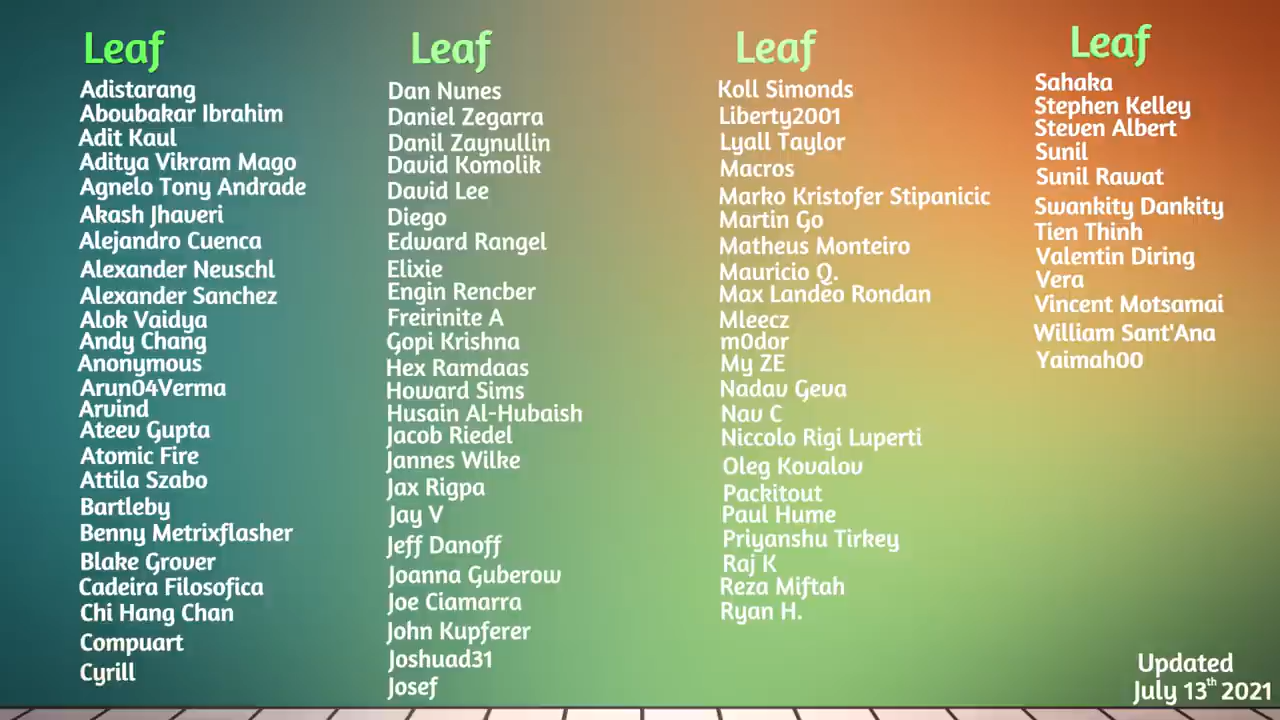 Leaf
Adistarang
Aboubakar Ibrahim
Adit Kaul
Aditya Vikram Mago
Agnelo Tony Andrade
Akash Jhaveri
Alejandro Cuenca
Alexander Neuschl
Alexander Sanchez
Alok Vaidya
Andy Chang
Anonymous
Arun04Verma
Arvind
Ateev Gupta
Atomic Fire
Attila Szabo
Bartleby
Benny Metrixflasher
Blake Grover
Cadeira Filosofica
Chi Hang Chan
Compuart
Cyrill
Leaf
Dan Nunes
Daniel Zegarra
Danil Zaynullin
David Komolik
David Lee
Diego
Edward Rangel
Elixie
Engin Rencber
Freirinite A
Gopi Krishna
Hex Ramdaas
Howard Sims
Husain Al-Hubaish
Jacob Riedel
Jannes Wilke
Jax Rigpa
Jay V
Jeff Danoff
Joanna Guberow
Joe Ciamarra
John Kupferer
Joshuad31
Josef
Leaf
Koll Simonds
Liberty2001
Lyall Taylor
Macros
Marko Kristofer Stipanicic
Martin Go
Matheus Monteiro
Mauricio Q.
Max Landeo Rondan
Mleecz
m0dor
My ZE
Nadav Geva
Nav C
Niccolo Rigi Luperti
Oleg Kovalov
Packitout
Paul Hume
Priyanshu Tirkey
Raj K
Reza Miftah
Ryan H.
Leaf
Sahaka
Stephen Kelley
Steven Albert
Sunil
Sunil Rawat
Swankity Dankity
Tien Thinh
Valentin Diring
Vera
Vincent Motsamai
William Sant'Ana
Yaimah00
Updated
July 13th 2021